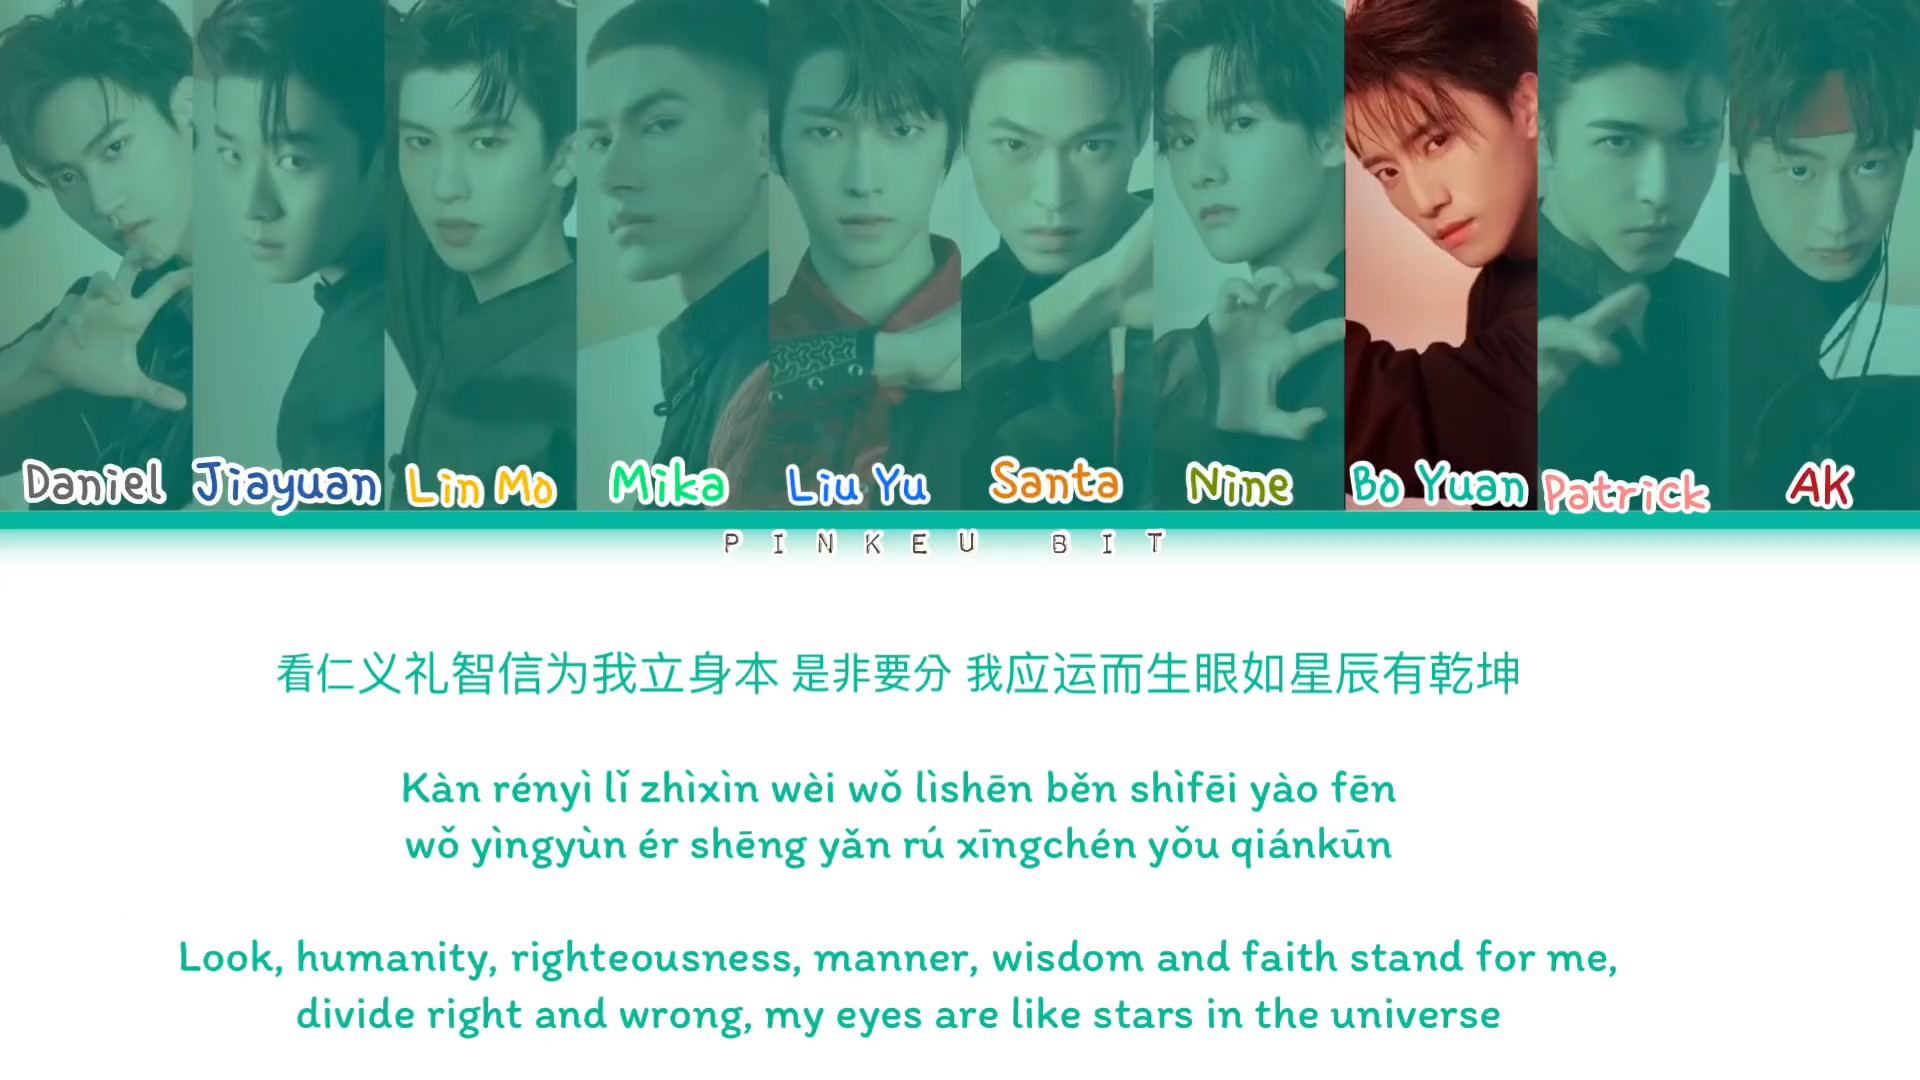 Daniel Jiayuan Lin Mo Mika Liu Yu Santa Nine Bo Yuan Patrick AK
PINKEU BIT
看仁义礼智信为我立身本 是非要分 我应运而生眼如星辰有乾坤
Kàn rényì lǐ zhìxìn wèi wǒ lìshēn běn shìfēi yào fēn
wǒ yìngyùn ér shēng yǎn rú xīngchén yǒu qiánkūn
Look, humanity, righteousness, manner, wisdom and faith stand for me,
divide right and wrong, my eyes are like stars in the universe